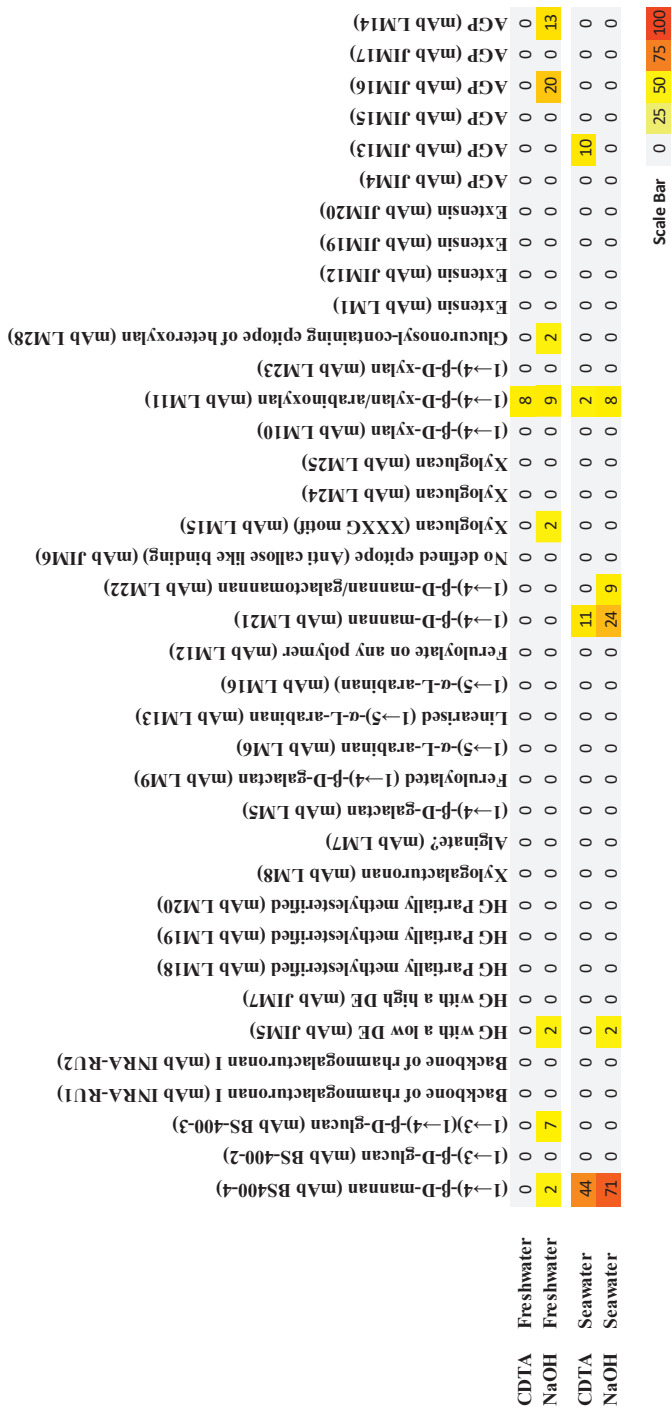 (1→4)-β-D-mannan (mAb BS400-4)
(1→3)-β-D-glucan (mAb BS-400-2)
(1→3)(1→4)-β-D-glucan (mAb BS-400-3)
Backbone of rhamnogalacturonan I (mAb INRA-RU1)
Backbone of rhamnogalacturonan I (mAb INRA-RU2)
HG with a low DE (mAb JIM5)
HG with a high DE (mAb JIM7)
HG Partially methylesterified (mAb LM18)
HG Partially methylesterified (mAb LM19)
HG Partially methylesterified (mAb LM20)
Xylogalacturonan (mAb LM8)
Alginate? (mAb LM7)
(1→4)-β-D-galactan (mAb LM5)
Feruloylated (1→4)-β-D-galactan (mAb LM9)
(1→5)-α-L-arabinan (mAb LM6)
Linearised (1→5)-α-L-arabinan (mAb LM13)
(1→5)-α-L-arabinan) (mAb LM16)
Feruloylate on any polymer (mAb LM12)
(1→4)-β-D-mannan (mAb LM21)
(1→4)-β-D-mannan/galactomannan (mAb LM22)
No defined epitope (Anti callose like binding) (mAb JIM6)
Xyloglucan (XXXG motif) (mAb LM15)
Xyloglucan (mAb LM24)
Xyloglucan (mAb LM25)
(1→4)-β-D-xylan (mAb LM10)
(1→4)-β-D-xylan/arabinoxylan (mAb LM11)
(1→4)-β-D-xylan (mAb LM23)
Glucuronosyl-containing epitope of heteroxylan (mAb LM28)
Extensin (mAb LM1)
Extensin (mAb JIM12)
Extensin (mAb JIM19)
Extensin (mAb JIM20)
AGP (mAb JIM4)
AGP (mAb JIM13)
AGP (mAb JIM15)
AGP (mAb JIM16)
AGP (mAb JIM17)
AGP (mAb LM14)
CDTA Freshwater 0 0 0 0 0 0 0 0 0 0 0 0 0 0 0 0 0 0 0 0 0 0 0 0 0 8 0 0 0 0 0 0 0 0 0 0 0 0
NaOH Freshwater 2 0 7 0 0 2 0 0 0 0 0 0 0 0 0 0 0 0 0 0 0 2 0 0 0 9 0 2 0 0 0 0 0 0 0 20 0 13
CDTA Seawater 44 0 0 0 0 0 0 0 0 0 0 0 0 0 0 0 0 0 11 0 0 0 0 0 0 2 0 0 0 0 0 0 0 10 0 0 0 0
NaOH Seawater 71 0 0 0 0 2 0 0 0 0 0 0 0 0 0 0 0 0 24 9 0 0 0 0 0 8 0 0 0 0 0 0 0 0 0 0 0 0
Scale Bar 0 25 50 75 100